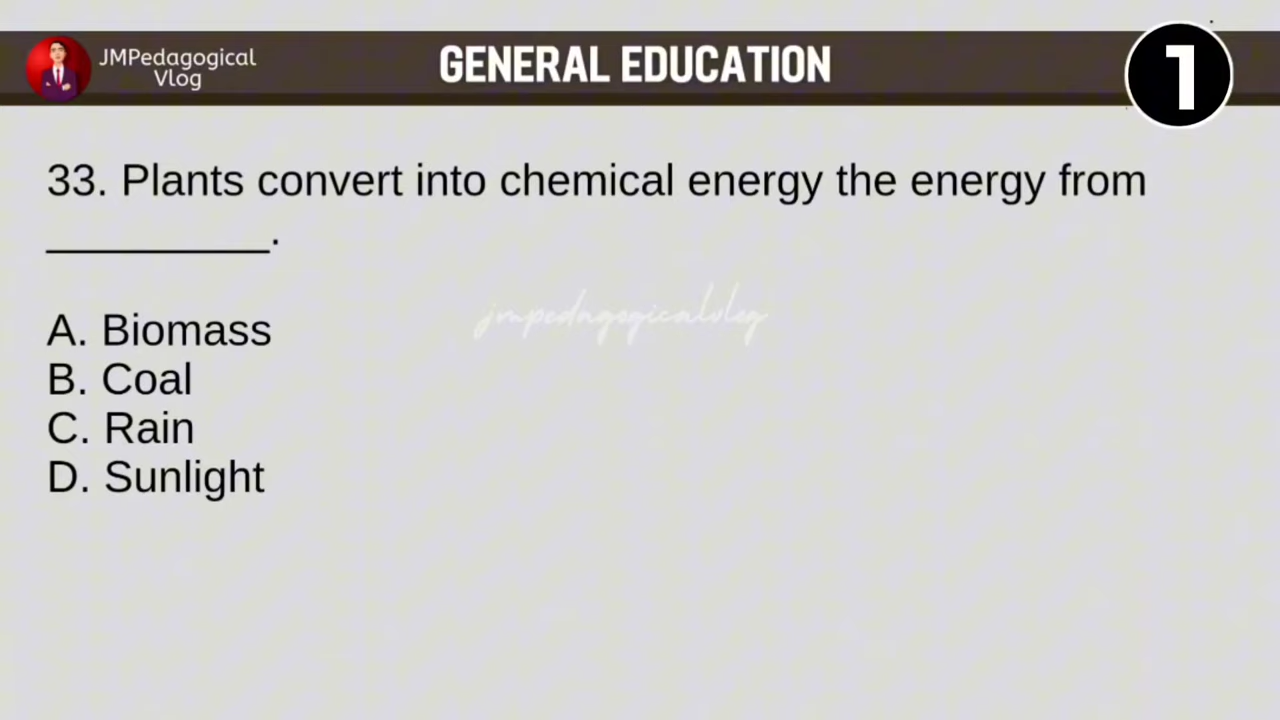 JMPedagogical
Vlog
GENERAL EDUCATION
1
33. Plants convert into chemical energy the energy from
_________.
jmpedagogicalvlog
A. Biomass
B. Coal
C. Rain
D. Sunlight